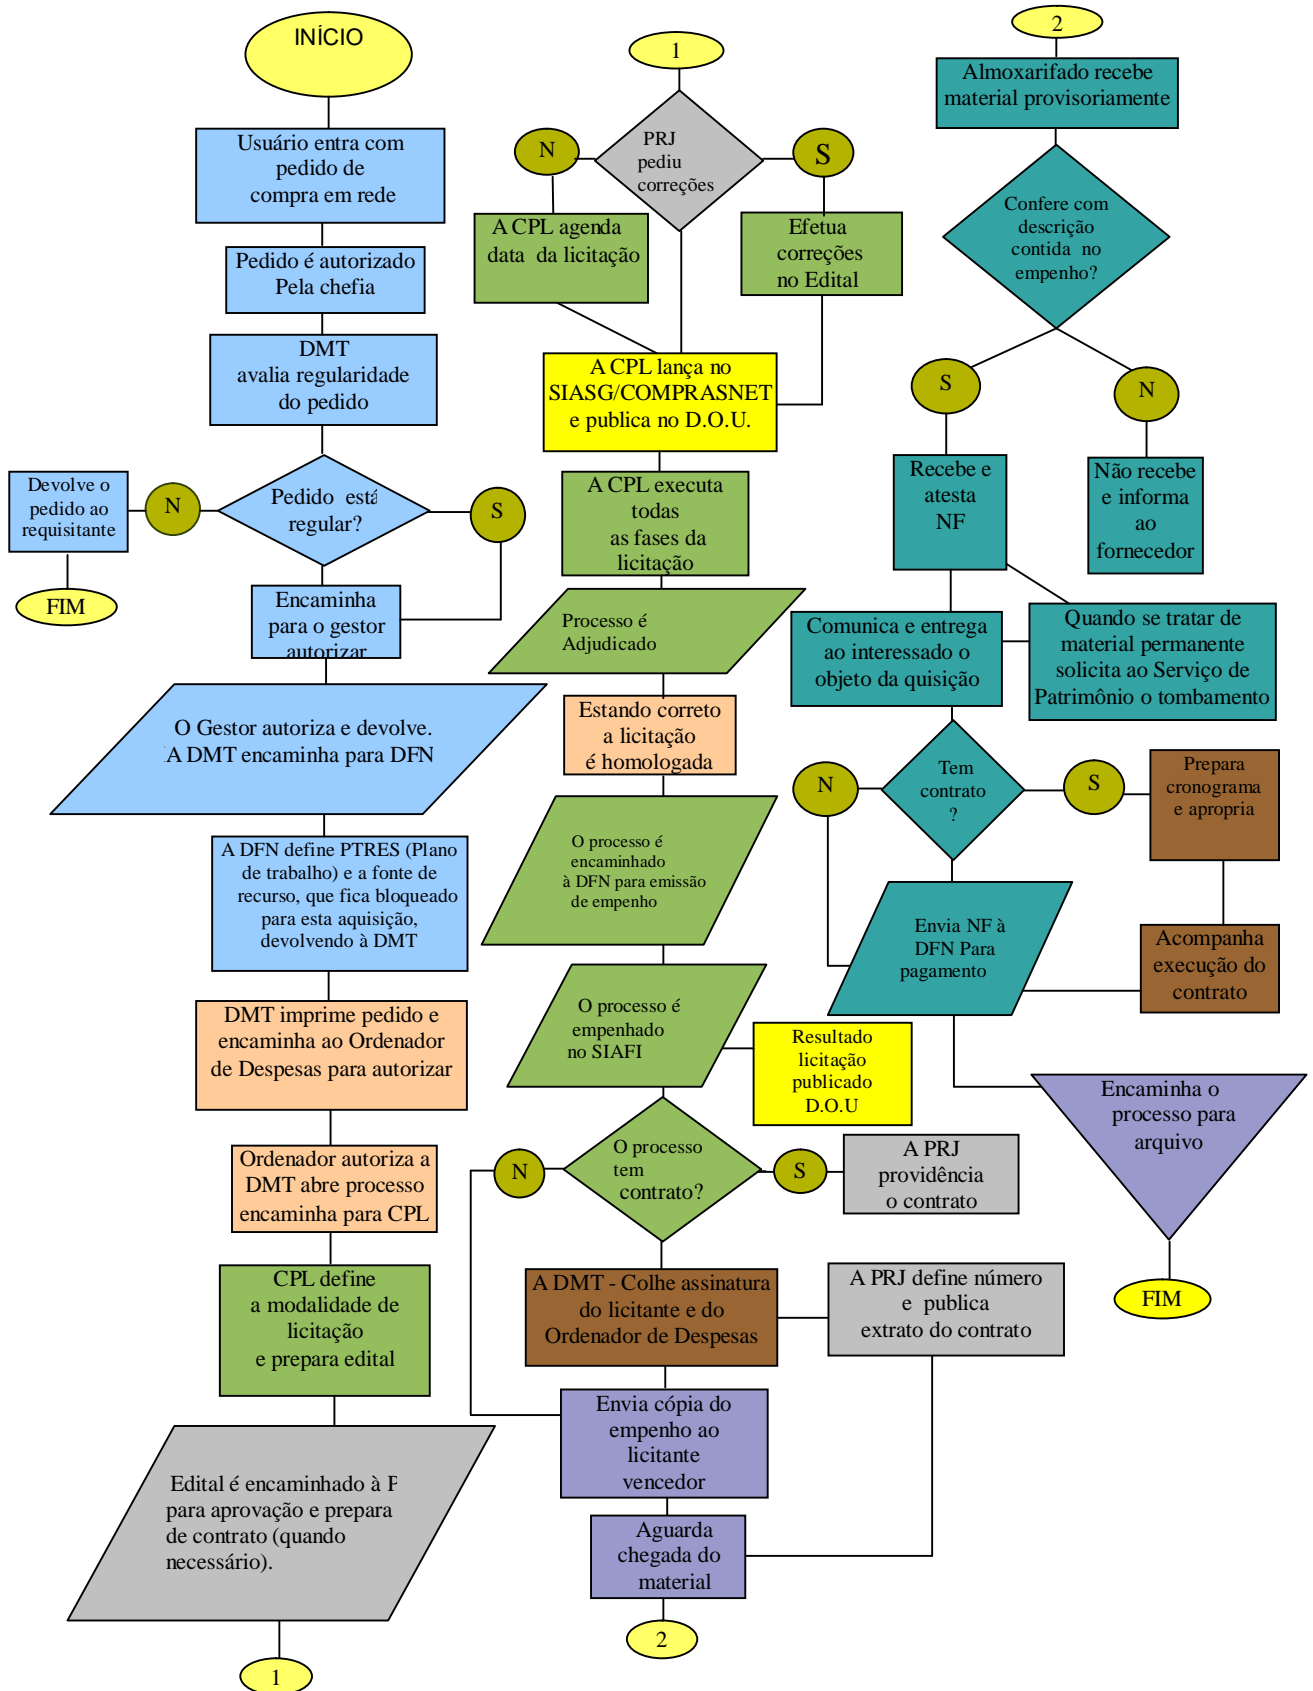 INÍCIO
Usuário entra com
pedido de
compra em rede
Pedido é autorizado
Pela chefia
DMT
avalia regularidade
do pedido
Pedido está
regular?
N
S
Devolve o
pedido ao
requisitante
FIM
Encaminha
para o gestor
autorizar
O Gestor autoriza e devolve.
A DMT encaminha para DFN
A DFN define PTRES (Plano
de trabalho) e a fonte de
recurso, que fica bloqueado
para esta aquisição,
devolvendo à DMT
DMT imprime pedido e
encaminha ao Ordenador
de Despesas para autorizar
Ordenador autoriza a
DMT abre processo
encaminha para CPL
CPL define
a modalidade de
licitação
e prepara edital
Edital é encaminhado à P
para aprovação e prepara
de contrato (quando
necessário).
1
1
PRJ
pediu
correções
N
S
A CPL agenda
data da licitação
Efetua
correções
no Edital
A CPL lança no
SIASG/COMPRASNET
e publica no D.O.U.
A CPL executa
todas
as fases da
licitação
Processo é
Adjudicado
Estando correto
a licitação
é homologada
O processo é
encaminhado
à DFN para emissão
de empenho
O processo é
empenhado
no SIAFI
Resultado
licitação
publicado
D.O.U
O processo
tem
contrato?
N
S
A PRJ
providência
o contrato
A DMT - Colhe assinatura
do licitante e do
Ordenador de Despesas
A PRJ define número
e publica
extrato do contrato
Envia cópia do
empenho ao
licitante
vencedor
Aguarda
chegada do
material
2
2
Almoxarifado recebe
material provisoriamente
Confere com
descrição
contida no
empenho?
S
N
Recebe e
atesta
NF
Não recebe
e informa
ao
fornecedor
Comunica e entrega
ao interessado o
objeto da quisição
Quando se tratar de
material permanente
solicita ao Serviço de
Patrimônio o tombamento
Tem
contrato
?
N
S
Prepara
cronograma
e apropria
Envia NF à
DFN Para
pagamento
Acompanha
execução do
contrato
Encaminha o
processo para
arquivo
FIM